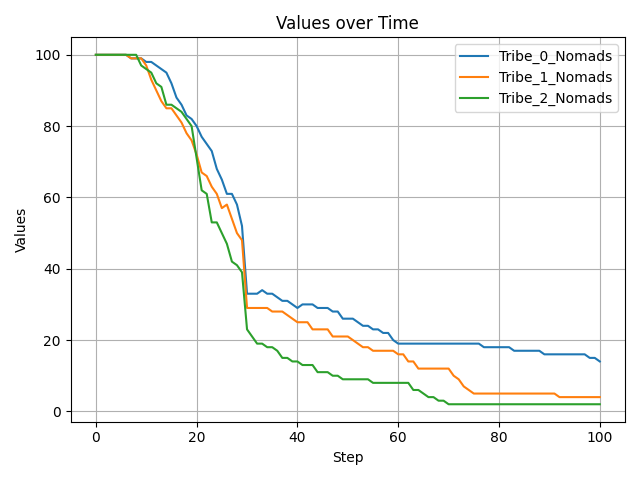 Values over Time
Tribe_0_Nomads
Tribe_1_Nomads
Tribe_2_Nomads
Values
100
80
60
40
20
0
0 20 40 60 80 100
Step